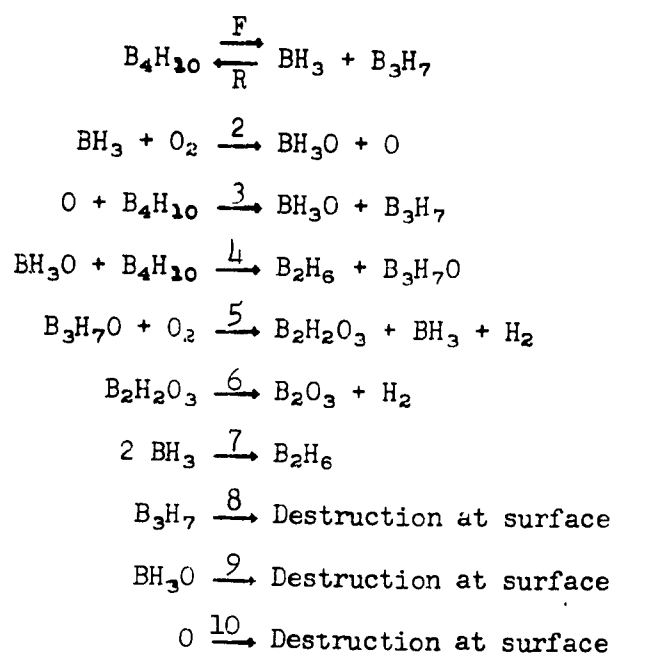 B₄H₁₀ ⇄ BH₃ + B₃H₇ (F above, R below)
BH₃ + O₂ —2→ BH₃O + O
O + B₄H₁₀ —3→ BH₃O + B₃H₇
BH₃O + B₄H₁₀ —4→ B₂H₆ + B₃H₇O
B₃H₇O + O₂ —5→ B₂H₂O₃ + BH₃ + H₂
B₂H₂O₃ —6→ B₂O₃ + H₂
2 BH₃ —7→ B₂H₆
B₃H₇ —8→ Destruction at surface
BH₃O —9→ Destruction at surface
O —10→ Destruction at surface